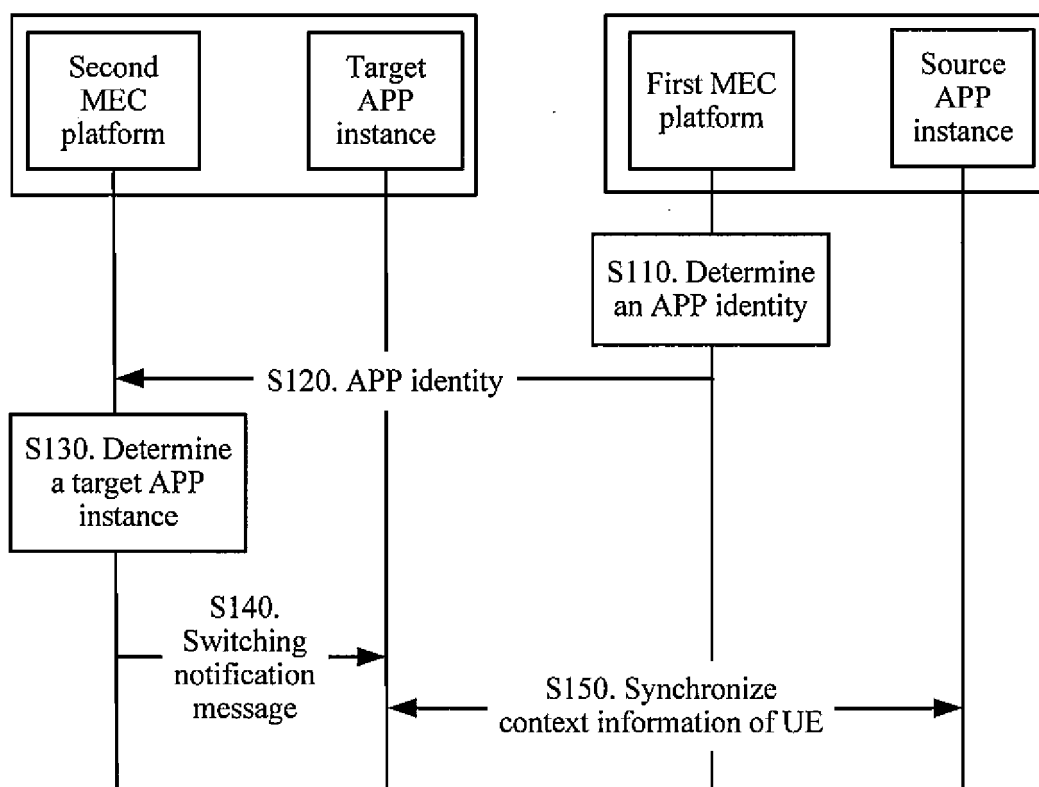 Second
MEC
platform
Target
APP
instance
First MEC
platform
Source
APP
instance
S110. Determine
an APP identity
S120. APP identity
S130. Determine
a target APP
instance
S140.
Switching
notification
message
S150. Synchronize
context information of UE